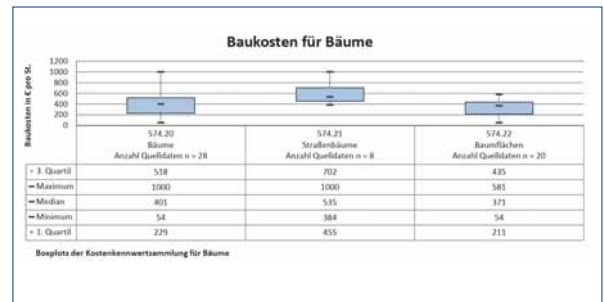 Baukosten für Bäume
Baukosten in € pro St.
1200
1000
800
600
400
200
0
574.20 574.21 574.22
Bäume Straßenbäume Baumflächen
Anzahl Quelldaten n = 28 Anzahl Quelldaten n = 8 Anzahl Quelldaten n = 20
3. Quartil 518 702 435
Maximum 1000 1000 581
Median 401 535 371
Minimum 54 384 54
1. Quartil 229 455 211
Boxplots der Kostenkennwertsammlung für Bäume